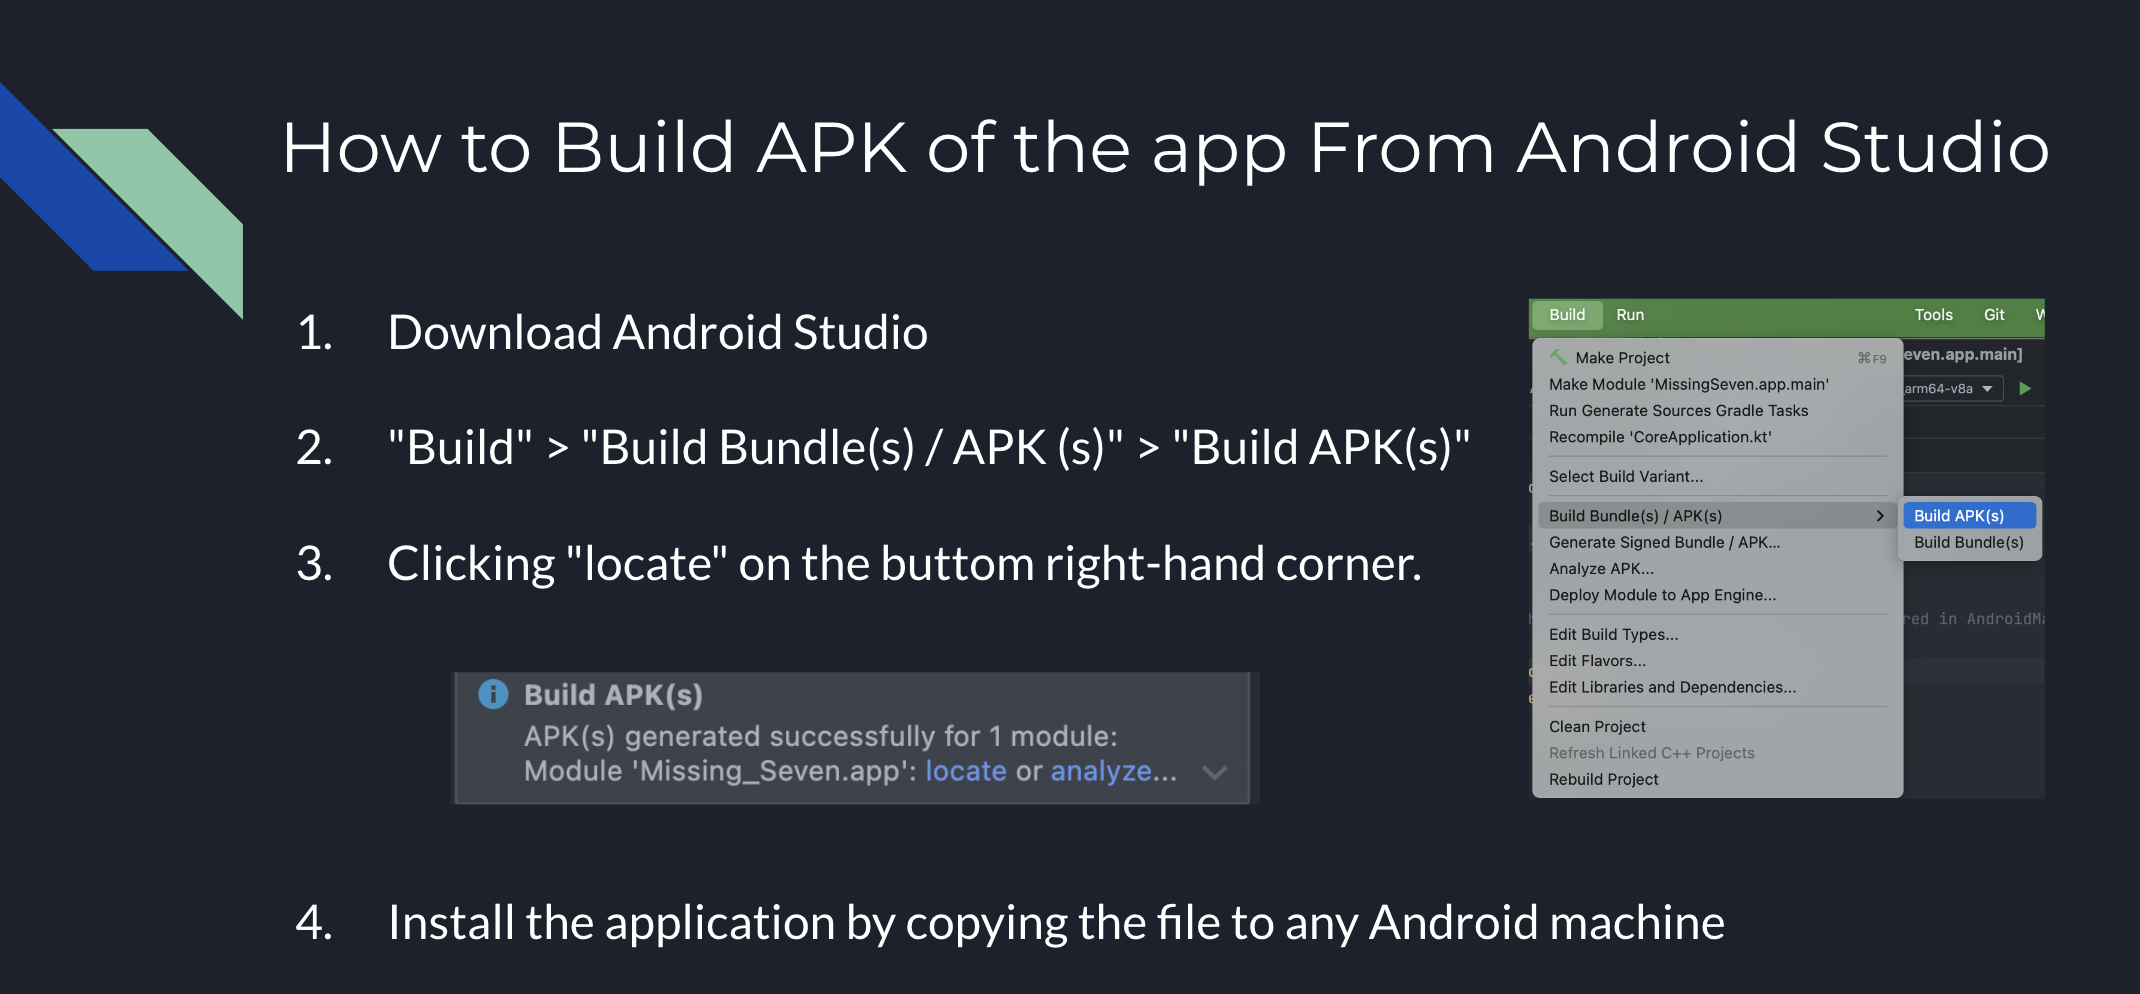 How to Build APK of the app From Android Studio
1. Download Android Studio
2. "Build" > "Build Bundle(s) / APK (s)" > "Build APK(s)"
3. Clicking "locate" on the buttom right-hand corner.
Build APK(s)
APK(s) generated successfully for 1 module:
Module 'Missing_Seven.app': locate or analyze...
4. Install the application by copying the file to any Android machine
Build Run Tools Git
Make Project ⌘F9
even.app.main]
Make Module 'MissingSeven.app.main'
arm64-v8a
Run Generate Sources Gradle Tasks
Recompile 'CoreApplication.kt'
Select Build Variant...
Build Bundle(s) / APK(s)
Build APK(s)
Build Bundle(s)
Generate Signed Bundle / APK...
Analyze APK...
Deploy Module to App Engine...
red in AndroidMa
Edit Build Types...
Edit Flavors...
Edit Libraries and Dependencies...
Clean Project
Refresh Linked C++ Projects
Rebuild Project